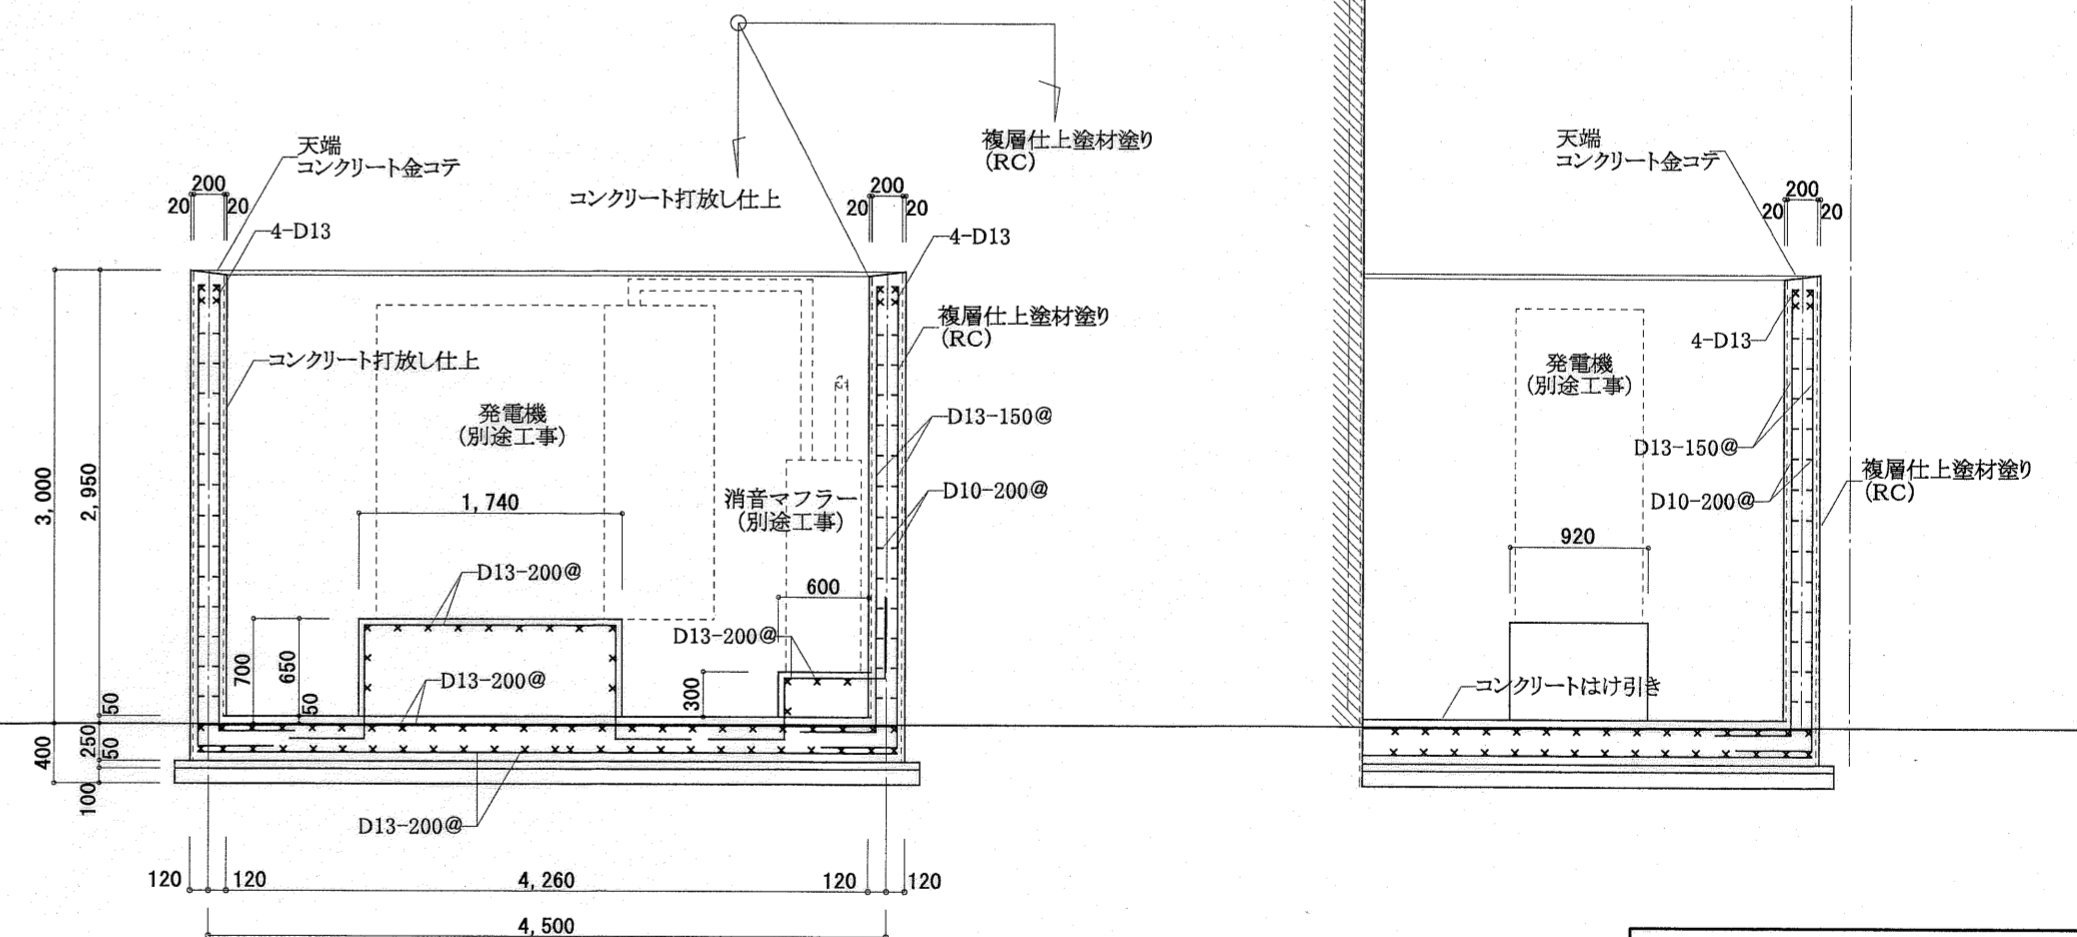 複層仕上塗材塗り
(RC)
コンクリート打放し仕上
天端
コンクリート金コテ
200
20
20
4-D13
200
20
20
4-D13
複層仕上塗材塗り
(RC)
コンクリート打放し仕上
発電機
(別途工事)
消音マフラー
(別途工事)
D13-150@
D10-200@
1,740
600
D13-200@
D13-200@
D13-200@
D13-200@
3,000
2,950
700
650
50
300
50
400
250
50
100
120
120
4,260
120
120
4,500
天端
コンクリート金コテ
200
20
20
4-D13
発電機
(別途工事)
D13-150@
D10-200@
複層仕上塗材塗り
(RC)
920
コンクリートはけ引き